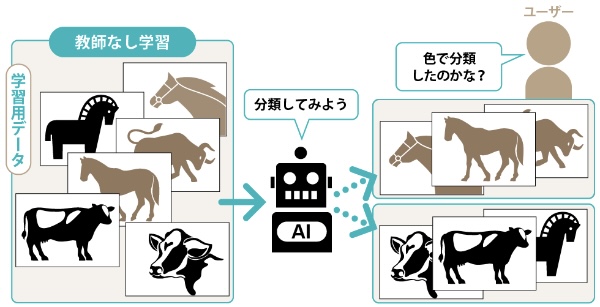 教師なし学習
学習用データ
分類してみよう
AI
ユーザー
色で分類
したのかな？